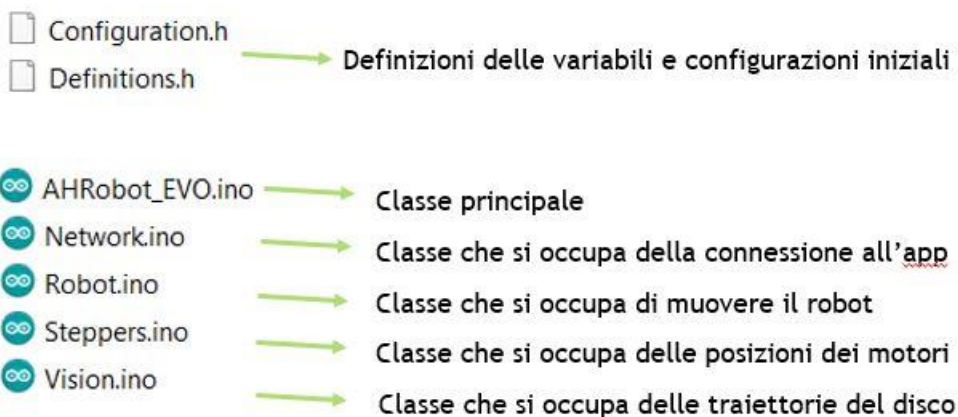 Configuration.h
Definitions.h
Definizioni delle variabili e configurazioni iniziali
AHRobot_EVO.ino
Classe principale
Network.ino
Classe che si occupa della connessione all'app
Robot.ino
Classe che si occupa di muovere il robot
Steppers.ino
Classe che si occupa delle posizioni dei motori
Vision.ino
Classe che si occupa delle traiettorie del disco